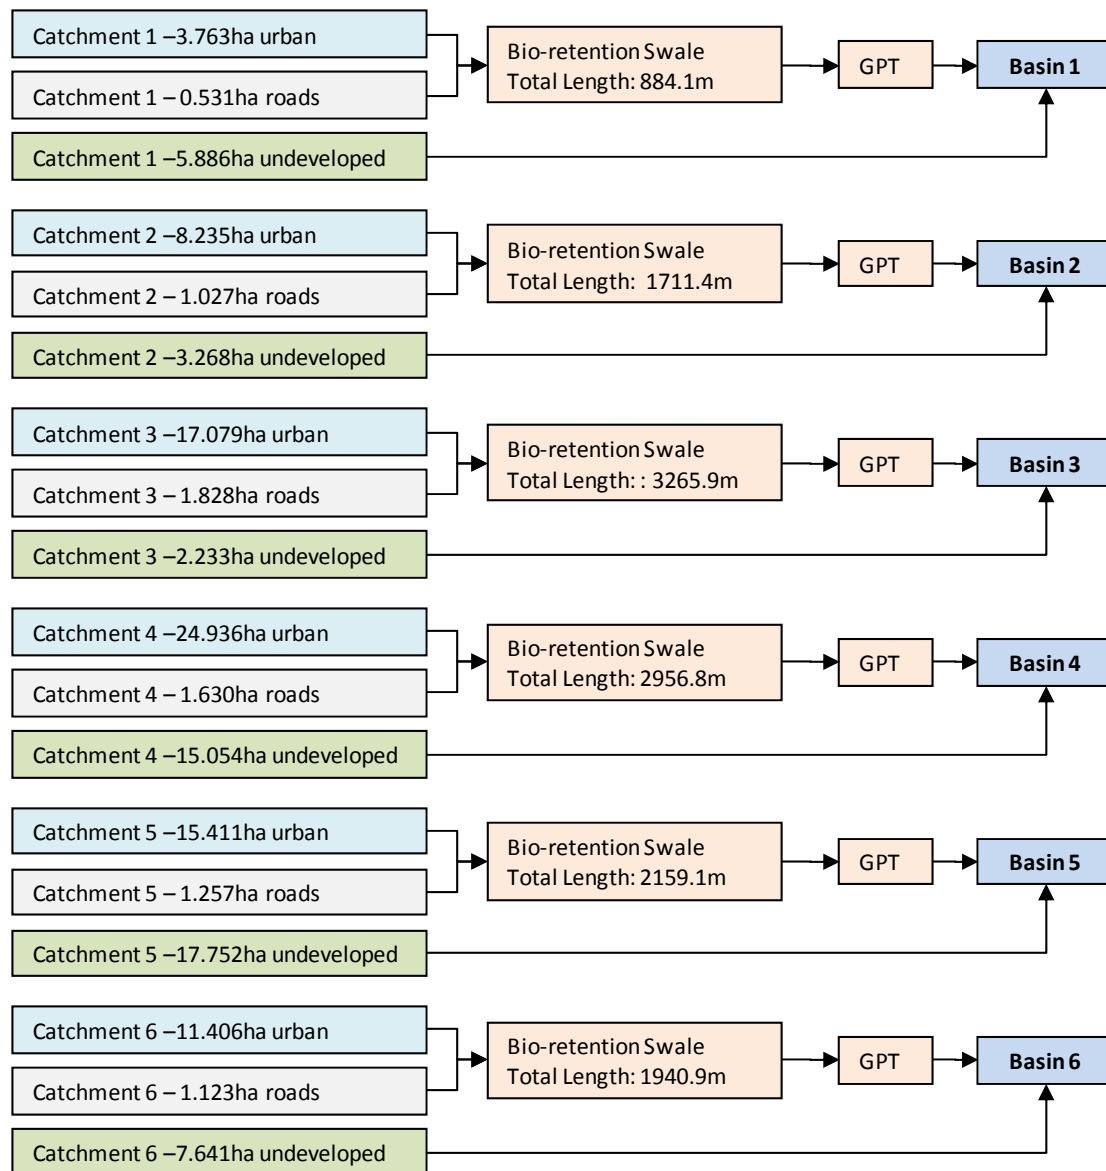 Catchment 1 –3.763ha urban
Catchment 1 – 0.531ha roads
Catchment 1 –5.886ha undeveloped
Bio-retention Swale
Total Length: 884.1m
GPT
Basin 1
Catchment 2 –8.235ha urban
Catchment 2 – 1.027ha roads
Catchment 2 –3.268ha undeveloped
Bio-retention Swale
Total Length: 1711.4m
GPT
Basin 2
Catchment 3 –17.079ha urban
Catchment 3 – 1.828ha roads
Catchment 3 –2.233ha undeveloped
Bio-retention Swale
Total Length: : 3265.9m
GPT
Basin 3
Catchment 4 –24.936ha urban
Catchment 4 – 1.630ha roads
Catchment 4 –15.054ha undeveloped
Bio-retention Swale
Total Length: 2956.8m
GPT
Basin 4
Catchment 5 –15.411ha urban
Catchment 5 – 1.257ha roads
Catchment 5 –17.752ha undeveloped
Bio-retention Swale
Total Length: 2159.1m
GPT
Basin 5
Catchment 6 –11.406ha urban
Catchment 6 – 1.123ha roads
Catchment 6 –7.641ha undeveloped
Bio-retention Swale
Total Length: 1940.9m
GPT
Basin 6